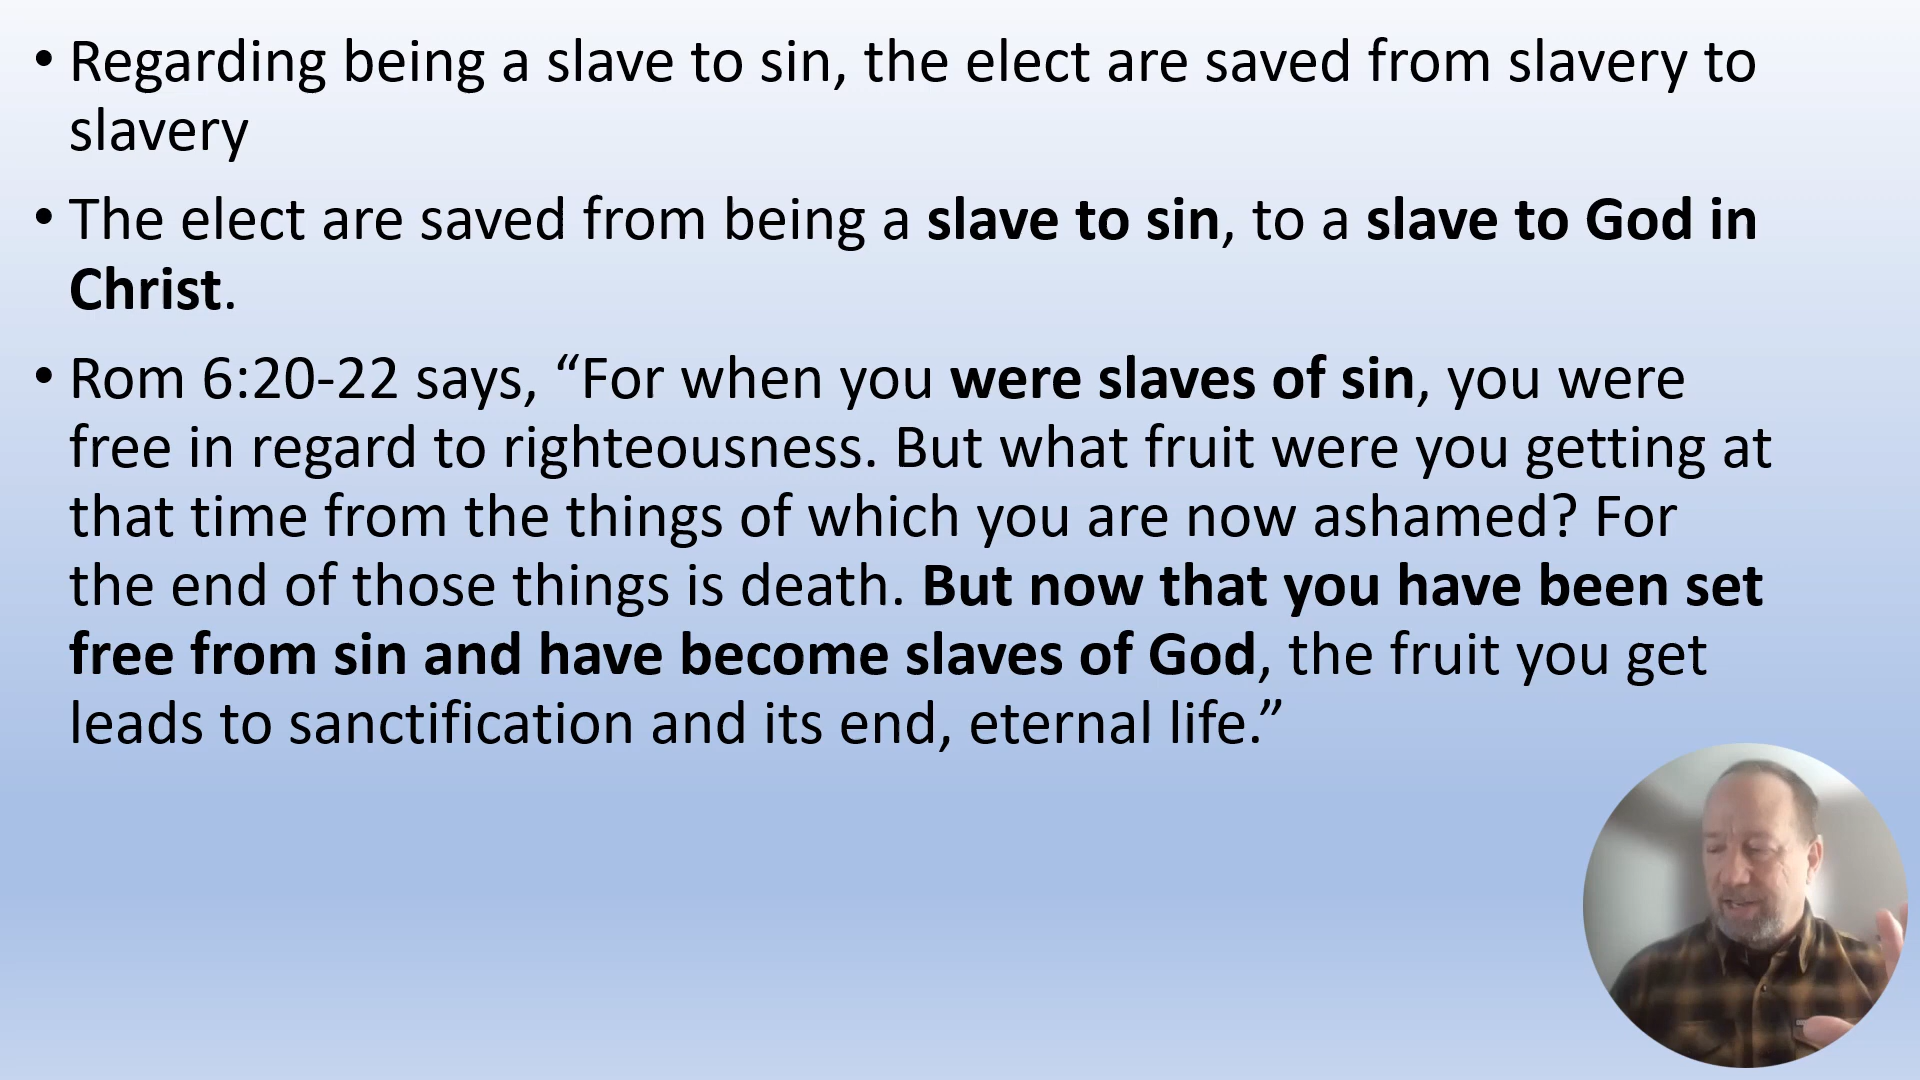 • Regarding being a slave to sin, the elect are saved from slavery to
slavery
• The elect are saved from being a slave to sin, to a slave to God in
Christ.
• Rom 6:20-22 says, “For when you were slaves of sin, you were
free in regard to righteousness. But what fruit were you getting at
that time from the things of which you are now ashamed? For
the end of those things is death. But now that you have been set
free from sin and have become slaves of God, the fruit you get
leads to sanctification and its end, eternal life.”